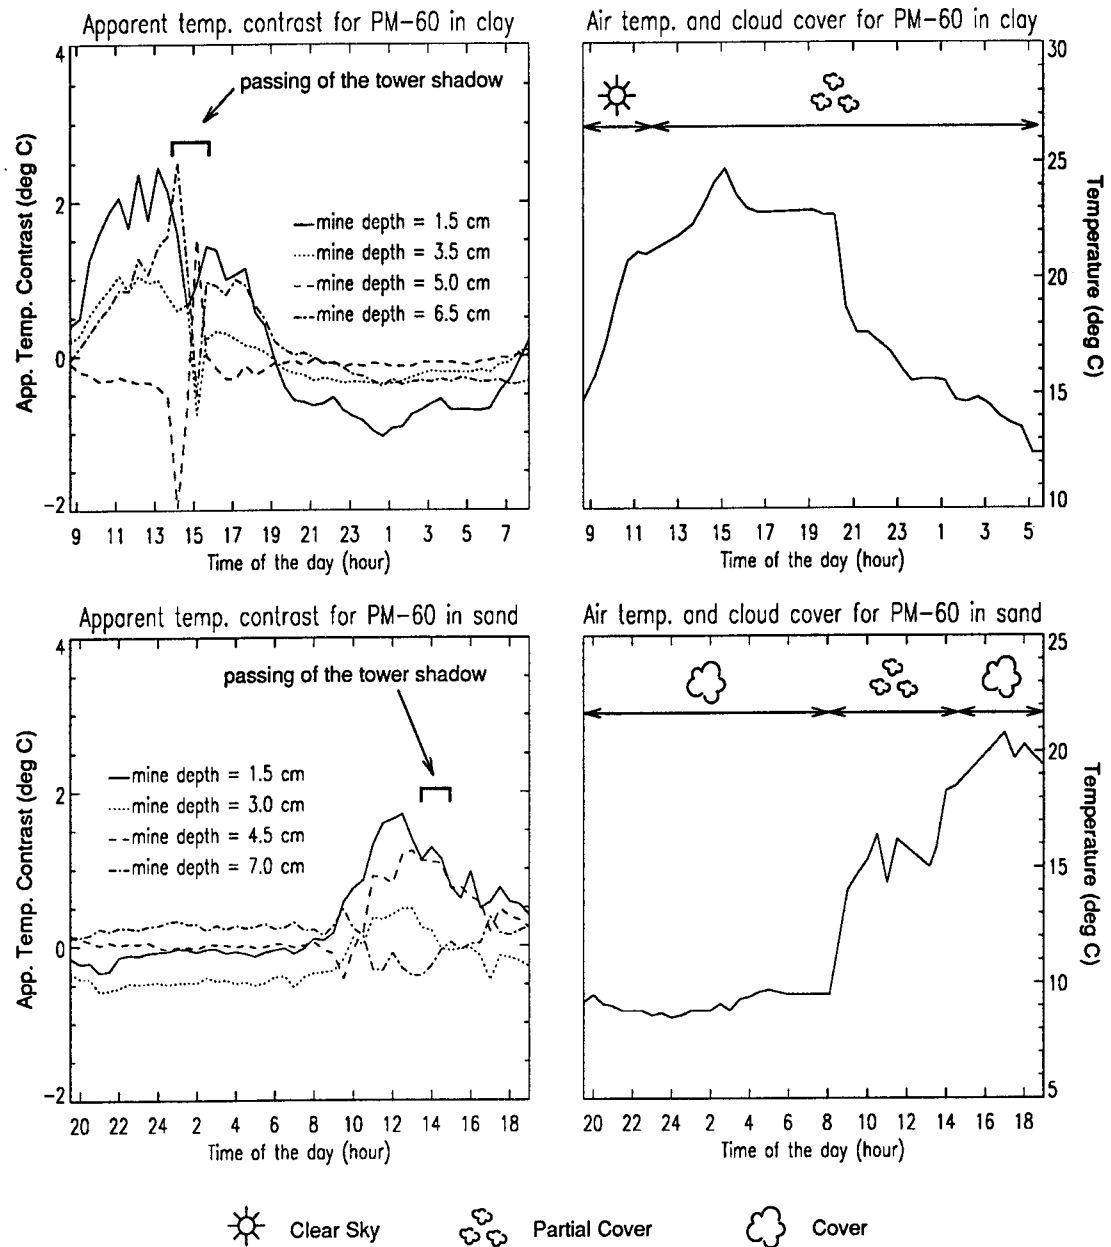 Apparent temp. contrast for PM-60 in clay
4
2
0
-2
App. Temp. Contrast (deg C)
passing of the tower shadow
mine depth = 1.5 cm
mine depth = 3.5 cm
mine depth = 5.0 cm
mine depth = 6.5 cm
9 11 13 15 17 19 21 23 1 3 5 7
Time of the day (hour)
Air temp. and cloud cover for PM-60 in clay
30
25
20
15
10
Temperature (deg C)
9 11 13 15 17 19 21 23 1 3 5
Time of the day (hour)
Apparent temp. contrast for PM-60 in sand
4
2
0
-2
App. Temp. Contrast (deg C)
passing of the tower shadow
mine depth = 1.5 cm
mine depth = 3.0 cm
mine depth = 4.5 cm
mine depth = 7.0 cm
20 22 24 2 4 6 8 10 12 14 16 18
Time of the day (hour)
Air temp. and cloud cover for PM-60 in sand
25
20
15
10
5
Temperature (deg C)
20 22 24 2 4 6 8 10 12 14 16 18
Time of the day (hour)
Clear Sky
Partial Cover
Cover